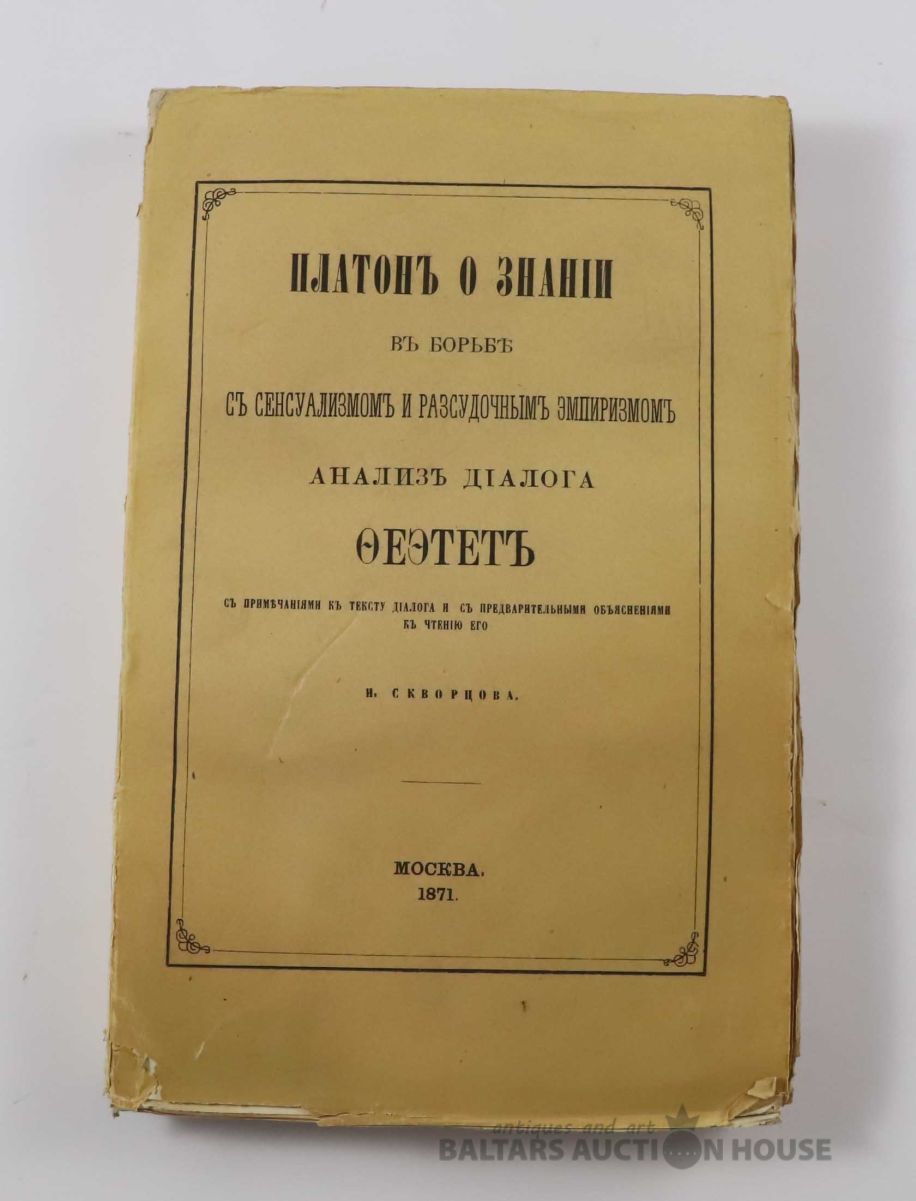 ПЛАТОНЪ О ЗНАНІИ
ВЪ БОРЬБѢ
СЪ СЕНСУАЛИЗМОМЪ И РАЗСУДОЧНЫМЪ ЭМПИРИЗМОМЪ
АНАЛИЗЪ ДІАЛОГА
ѲЕЭТЕТЪ
СЪ ПРИМѢЧАНІЯМИ КЪ ТЕКСТУ ДІАЛОГА И СЪ ПРЕДВАРИТЕЛЬНЫМИ ОБЪЯСНЕНІЯМИ
КЪ ЧТЕНІЮ ЕГО
Н. СКВОРЦОВА.
МОСКВА.
1871.
antiques and art
BALTARS AUCTION HOUSE